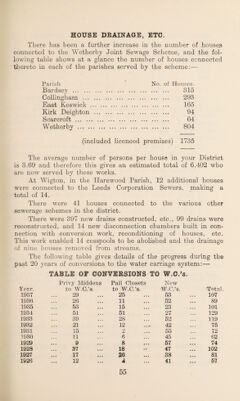 HOUSE DRAINAGE, ETC.
There has been a further increase in the number of houses
connected to the Wetherby Joint Sewage Scheme, and the fol-
lowing table shows at a glance the number of houses connected
thereto in each of the parishes served by the scheme:—
Parish No. of Houses.
Bardsey ... 315
Collingham ... 293
East Keswick ... 165
Kirk Deighton ... 94
Scarcroft ... 64
Wetherby ... 804
(including licenced premises) 1735
The average number of persons per house in your District
is 3.69 and therefore this gives an estimated total of 6,402 who
are now served by these works.
At Wigton, in the Harewood Parish, 12 additional houses
were connected to the Leeds Corporation Sewers, making a
total of 14.
There were 41 houses connected to the various other
sewerage schemes in the district.
There were 397 new drains constructed, etc., 99 drains were
reconstructed, and 14 new disconnection chambers built in con-
nection with conversion work, reconditioning of houses, etc.
This work enabled 14 cesspools to be abolished and the drainage
of nine houses removed from streams.
The following table gives details of the progress during the
past 20 years of conversions to the water carriage system:—
TABLE OF CONVERSIONS TO W.C.'s.
Privy Middens Pail Closets New
Year. to W.C.'s. to W.C.'s. W.C.'s. Total.
1937 ... 29 ... 25 ... 53 ... 107
1936 ... 26 ... 11 ... 52 ... 89
1935 ... 53 ... 15 ... 33 ... 101
1934 ... 51 ... 51 ... 27 ... 129
1933 ... 39 ... 28 ... 52 ... 119
1932 ... 21 ... 12 ... 42 ... 75
1931 ... 15 ... 2 ... 55 ... 72
1930 ... 11 ... 6 ... 45 ... 62
1929 ... 9 ... 8 ... 57 ... 74
1928 ... 37 ... 18 ... 47 ... 102
1927 ... 17 ... 26 ... 38 ... 81
1926 ... 12 ... 4 ... 41 ... 57
55